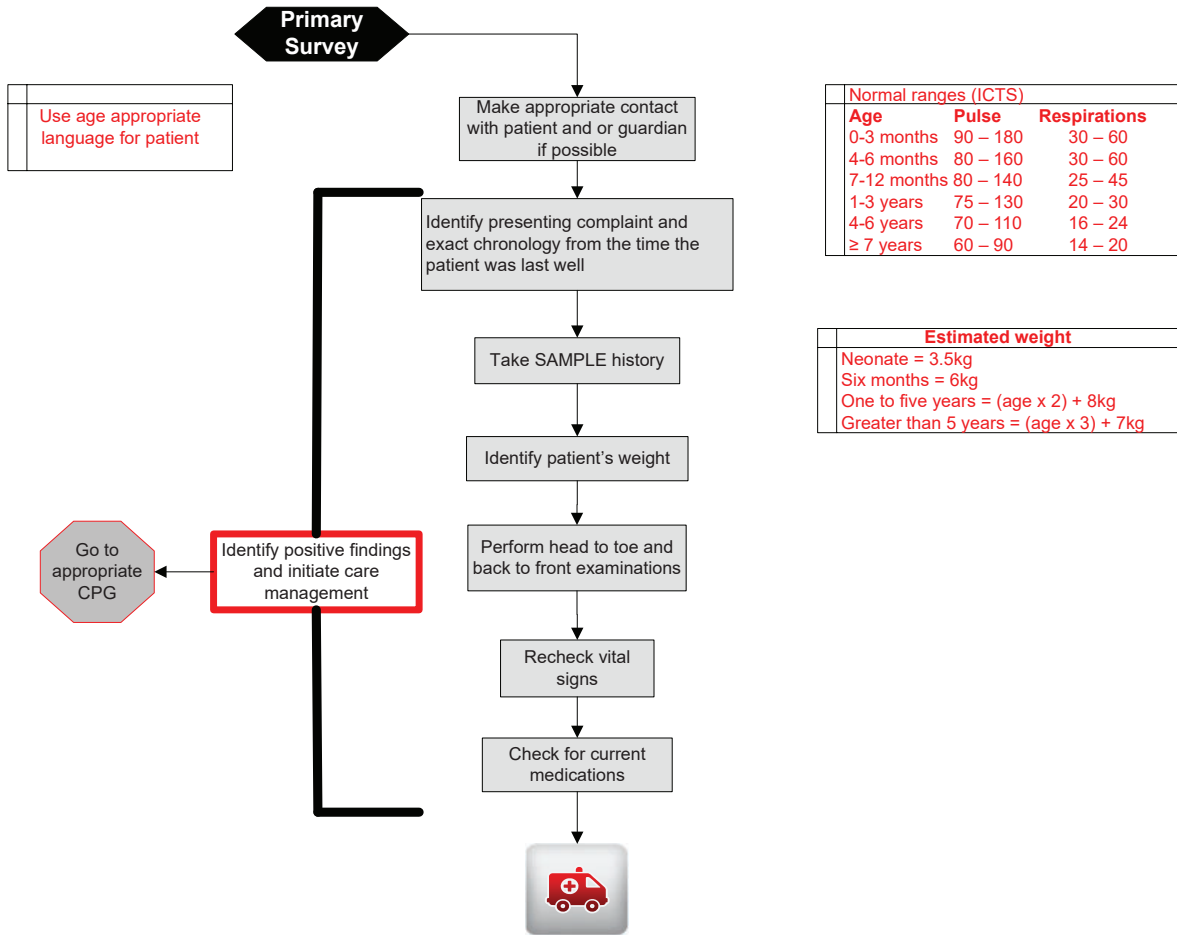 Primary
Survey
Use age appropriate
language for patient
Make appropriate contact
with patient and or guardian
if possible
Normal ranges (ICTS)
Age Pulse Respirations
0-3 months 90 – 180 30 – 60
4-6 months 80 – 160 30 – 60
7-12 months 80 – 140 25 – 45
1-3 years 75 – 130 20 – 30
4-6 years 70 – 110 16 – 24
≥ 7 years 60 – 90 14 – 20
Identify presenting complaint and
exact chronology from the time the
patient was last well
Take SAMPLE history
Estimated weight
Neonate = 3.5kg
Six months = 6kg
One to five years = (age x 2) + 8kg
Greater than 5 years = (age x 3) + 7kg
Identify patient’s weight
Go to
appropriate
CPG
Identify positive findings
and initiate care
management
Perform head to toe and
back to front examinations
Recheck vital
signs
Check for current
medications